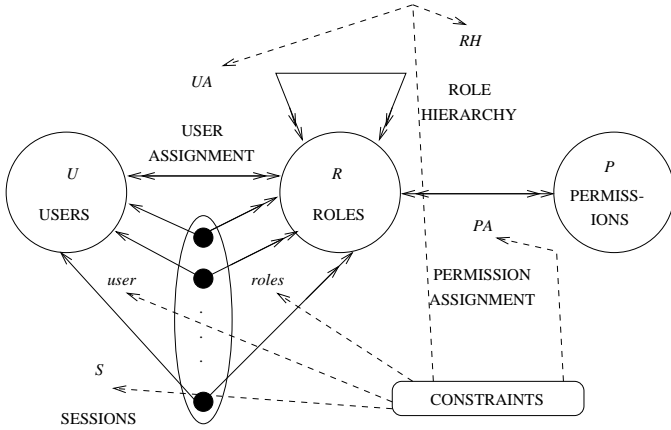 RH
UA
ROLE
HIERARCHY
USER
ASSIGNMENT
U
USERS
R
ROLES
P
PERMISS-
IONS
PA
user
roles
PERMISSION
ASSIGNMENT
S
SESSIONS
CONSTRAINTS